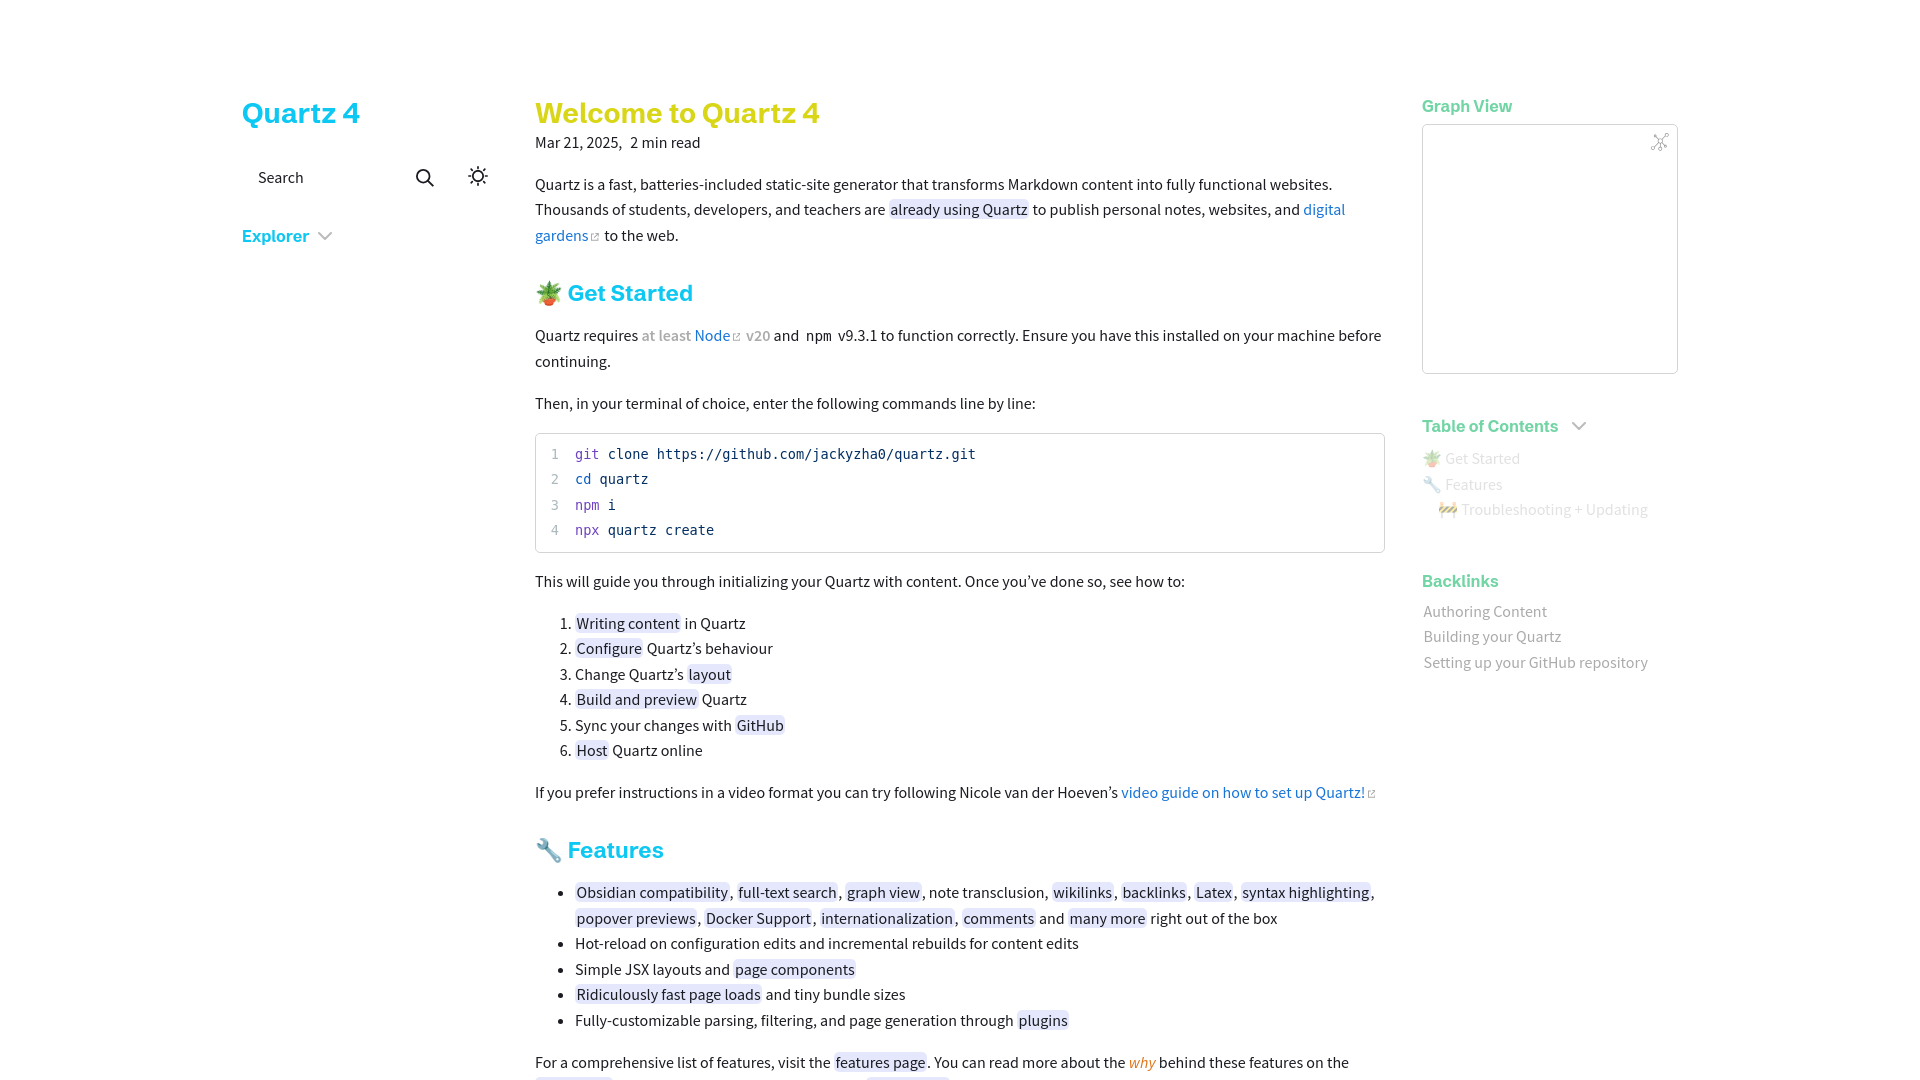 Quartz 4
Search
Explorer
Welcome to Quartz 4
Mar 21, 2025, 2 min read
Quartz is a fast, batteries-included static-site generator that transforms Markdown content into fully functional websites.
Thousands of students, developers, and teachers are already using Quartz to publish personal notes, websites, and digital
gardens to the web.
🪴 Get Started
Quartz requires at least Node v20 and npm v9.3.1 to function correctly. Ensure you have this installed on your machine before
continuing.
Then, in your terminal of choice, enter the following commands line by line:
1 git clone https://github.com/jackyzha0/quartz.git
2 cd quartz
3 npm i
4 npx quartz create
This will guide you through initializing your Quartz with content. Once you’ve done so, see how to:
1. Writing content in Quartz
2. Configure Quartz’s behaviour
3. Change Quartz’s layout
4. Build and preview Quartz
5. Sync your changes with GitHub
6. Host Quartz online
If you prefer instructions in a video format you can try following Nicole van der Hoeven’s video guide on how to set up Quartz!
🔧 Features
• Obsidian compatibility, full-text search, graph view, note transclusion, wikilinks, backlinks, Latex, syntax highlighting,
popover previews, Docker Support, internationalization, comments and many more right out of the box
• Hot-reload on configuration edits and incremental rebuilds for content edits
• Simple JSX layouts and page components
• Ridiculously fast page loads and tiny bundle sizes
• Fully-customizable parsing, filtering, and page generation through plugins
For a comprehensive list of features, visit the features page. You can read more about the why behind these features on the
Graph View
Table of Contents
🪴 Get Started
🔧 Features
🚧 Troubleshooting + Updating
Backlinks
Authoring Content
Building your Quartz
Setting up your GitHub repository